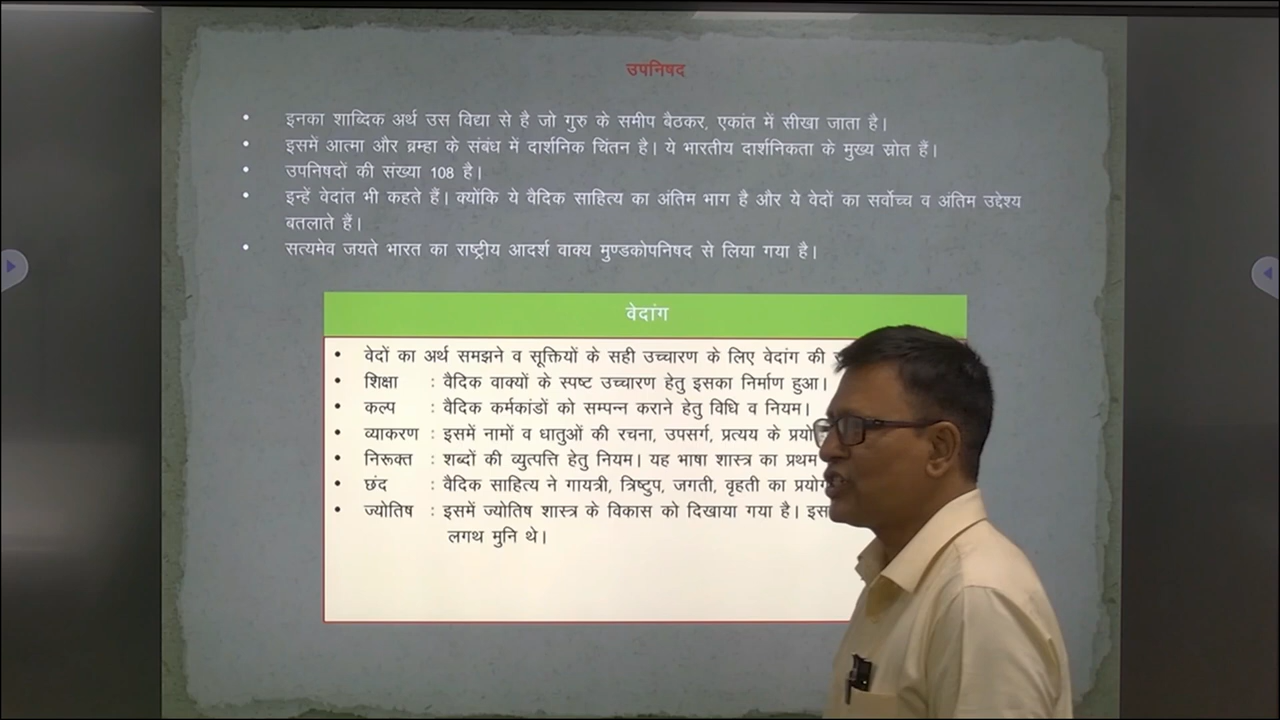 उपनिषद
• इनका शाब्दिक अर्थ उस विद्या से है जो गुरु के समीप बैठकर, एकांत में सीखा जाता है।
• इसमें आत्मा और ब्रम्हा के संबंध में दार्शनिक चिंतन है। ये भारतीय दार्शनिकता के मुख्य स्रोत हैं।
• उपनिषदों की संख्या 108 है।
• इन्हें वेदांत भी कहते हैं। क्योंकि ये वैदिक साहित्य का अंतिम भाग है और ये वेदों का सर्वोच्च व अंतिम उद्देश्य
बतलाते हैं।
• सत्यमेव जयते भारत का राष्ट्रीय आदर्श वाक्य मुण्डकोपनिषद से लिया गया है।
वेदांग
• वेदों का अर्थ समझने व सूक्तियों के सही उच्चारण के लिए वेदांग की
• शिक्षा : वैदिक वाक्यों के स्पष्ट उच्चारण हेतु इसका निर्माण हुआ।
• कल्प : वैदिक कर्मकांडों को सम्पन्न कराने हेतु विधि व नियम।
• व्याकरण : इसमें नामों व धातुओं की रचना, उपसर्ग, प्रत्यय के
• निरूक्त : शब्दों की व्युत्पत्ति हेतु नियम। यह भाषा शास्त्र का प्रथम
• छंद : वैदिक साहित्य ने गायत्री, त्रिष्टुप, जगती, वृहती का
• ज्योतिष : इसमें ज्योतिष शास्त्र के विकास को दिखाया गया है।
लगथ मुनि थे।